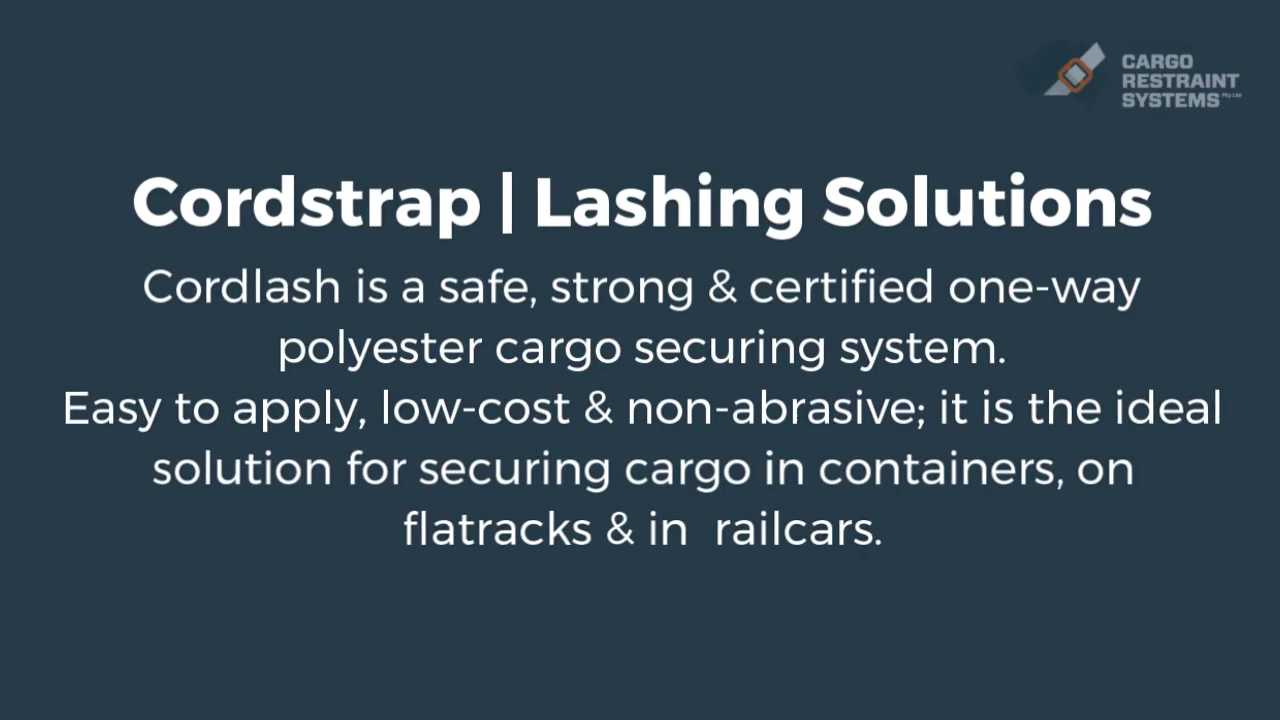 CARGO
RESTRAINT
SYSTEMS Pty Ltd
Cordstrap | Lashing Solutions
Cordlash is a safe, strong & certified one-way
polyester cargo securing system.
Easy to apply, low-cost & non-abrasive; it is the ideal
solution for securing cargo in containers, on
flatracks & in  railcars.